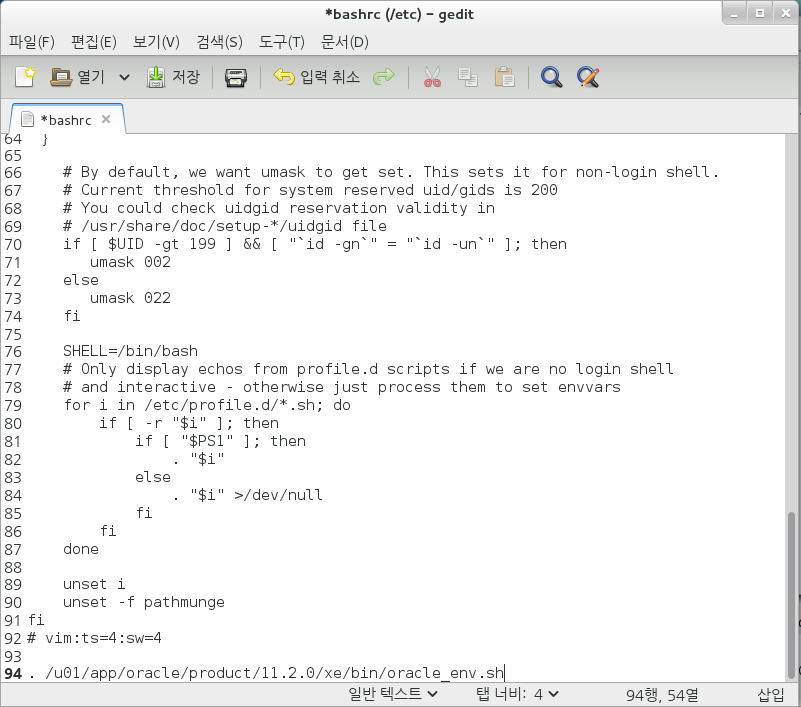 *bashrc (/etc) - gedit
파일(F) 편집(E) 보기(V) 검색(S) 도구(T) 문서(D)
열기 저장 입력 취소
*bashrc
64 }
65
66 # By default, we want umask to get set. This sets it for non-login shell.
67 # Current threshold for system reserved uid/gids is 200
68 # You could check uidgid reservation validity in
69 # /usr/share/doc/setup-*/uidgid file
70 if [ $UID -gt 199 ] && [ "`id -gn`" = "`id -un`" ]; then
71 umask 002
72 else
73 umask 022
74 fi
75
76 SHELL=/bin/bash
77 # Only display echos from profile.d scripts if we are no login shell
78 # and interactive - otherwise just process them to set envvars
79 for i in /etc/profile.d/*.sh; do
80 if [ -r "$i" ]; then
81 if [ "$PS1" ]; then
82 . "$i"
83 else
84 . "$i" >/dev/null
85 fi
86 fi
87 done
88
89 unset i
90 unset -f pathmunge
91 fi
92 # vim:ts=4:sw=4
93
94 . /u01/app/oracle/product/11.2.0/xe/bin/oracle_env.sh
일반 텍스트 탭 너비: 4 94행, 54열 삽입